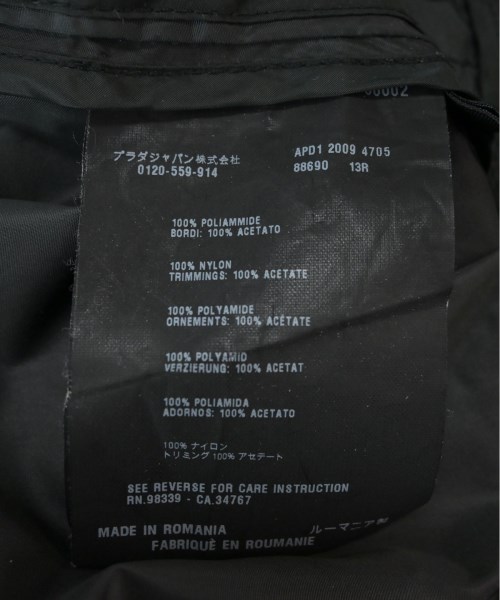 プラダジャパン株式会社
0120-559-914
APD1 2009 4705
88690 13R
100% POLIAMMIDE
BORDI: 100% ACETATO
100% NYLON
TRIMMINGS: 100% ACETATE
100% POLYAMIDE
ORNEMENTS: 100% ACÉTATE
100% POLYAMID
VERZIERUNG: 100% ACETAT
100% POLIAMIDA
ADORNOS: 100% ACETATO
100% ナイロン
トリミング 100% アセテート
SEE REVERSE FOR CARE INSTRUCTION
RN.98339 - CA.34767
MADE IN ROMANIA
ルーマニア製
FABRIQUÉ EN ROUMANIE